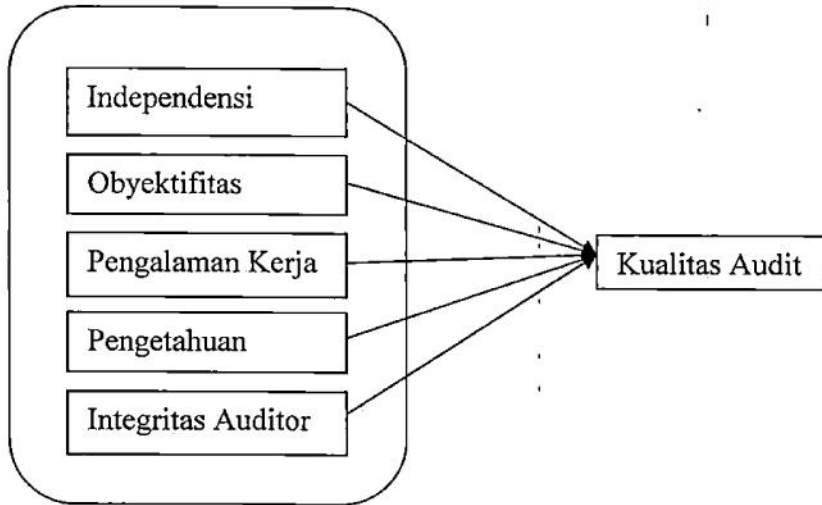 Independensi
Obyektifitas
Pengalaman Kerja
Kualitas Audit
Pengetahuan
Integritas Auditor